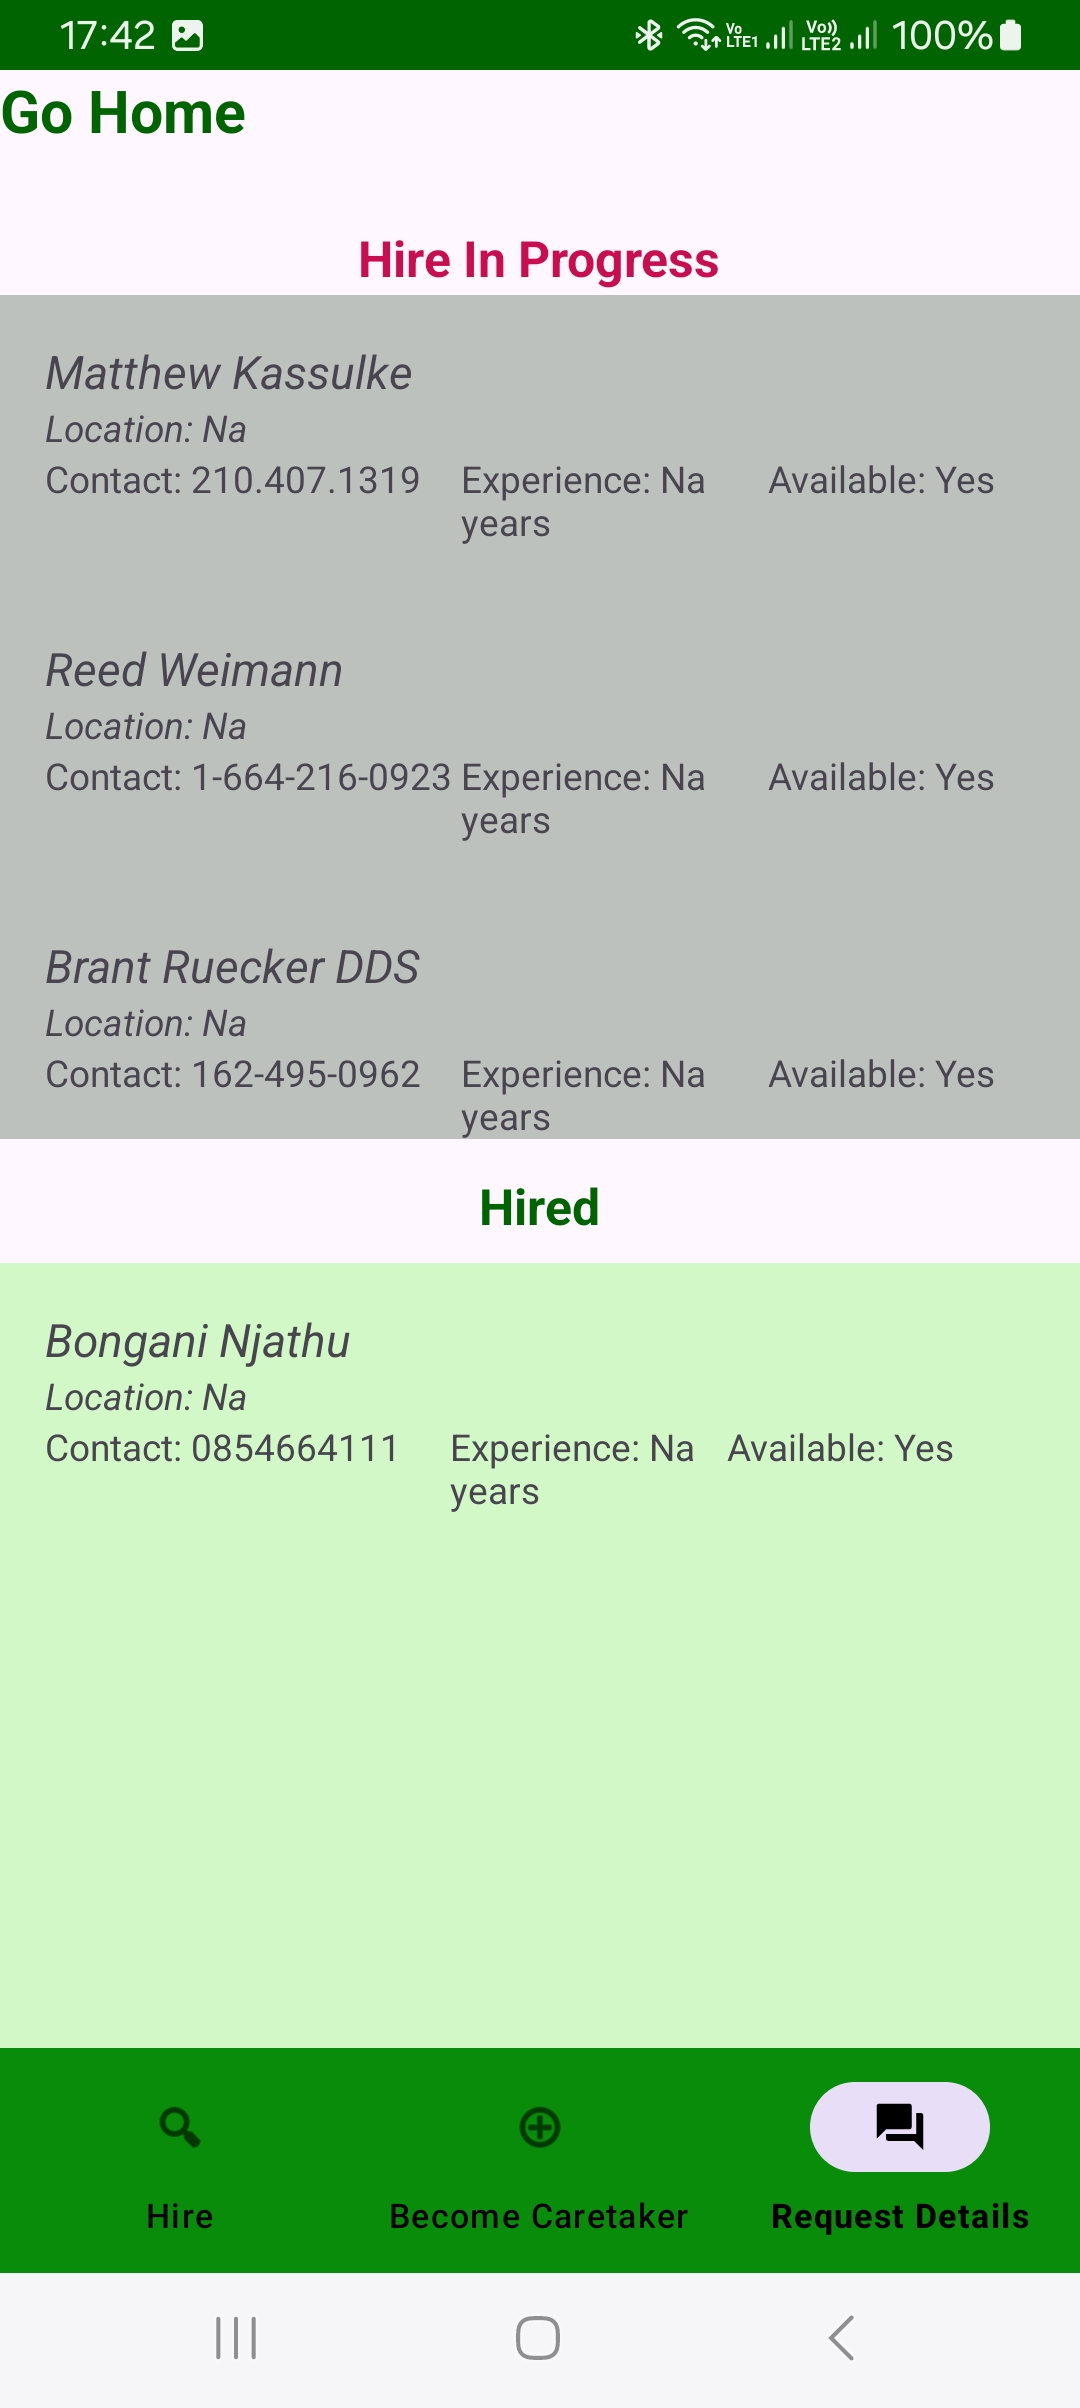 17:42
Vo LTE1 Vo)) LTE2 100%
Go Home
Hire In Progress
Matthew Kassulke
Location: Na
Contact: 210.407.1319 Experience: Na years Available: Yes
Reed Weimann
Location: Na
Contact: 1-664-216-0923 Experience: Na years Available: Yes
Brant Ruecker DDS
Location: Na
Contact: 162-495-0962 Experience: Na years Available: Yes
Hired
Bongani Njathu
Location: Na
Contact: 0854664111 Experience: Na years Available: Yes
Hire
Become Caretaker
Request Details